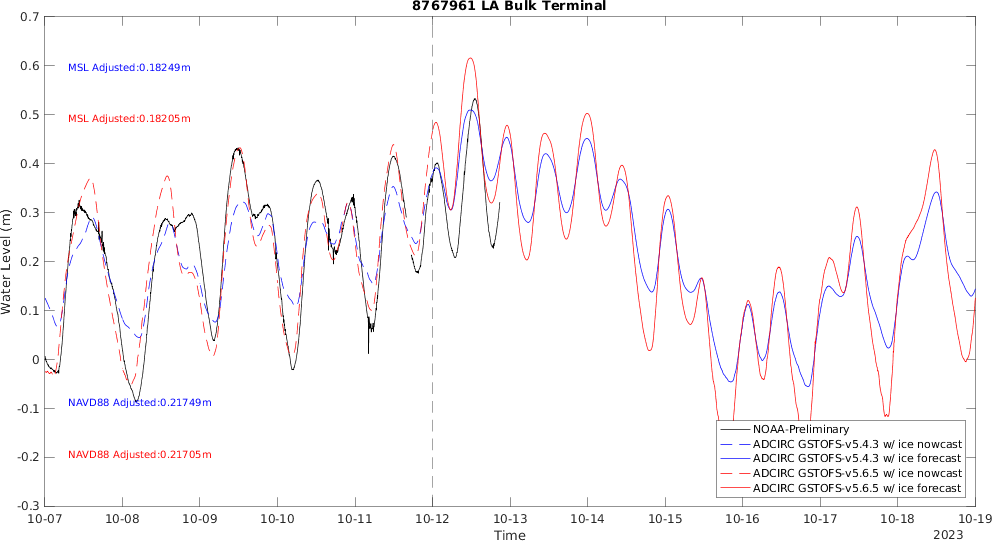 8767961 LA Bulk Terminal
0.7
0.6
0.5
0.4
0.3
0.2
0.1
0
-0.1
-0.2
-0.3
Water Level (m)
MSL Adjusted:0.18249m
MSL Adjusted:0.18205m
NAVD88 Adjusted:0.21749m
NAVD88 Adjusted:0.21705m
NOAA-Preliminary
ADCIRC GSTOFS-v5.4.3 w/ ice nowcast
ADCIRC GSTOFS-v5.4.3 w/ ice forecast
ADCIRC GSTOFS-v5.6.5 w/ ice nowcast
ADCIRC GSTOFS-v5.6.5 w/ ice forecast
10-07 10-08 10-09 10-10 10-11 10-12 10-13 10-14 10-15 10-16 10-17 10-18 10-19
Time
2023